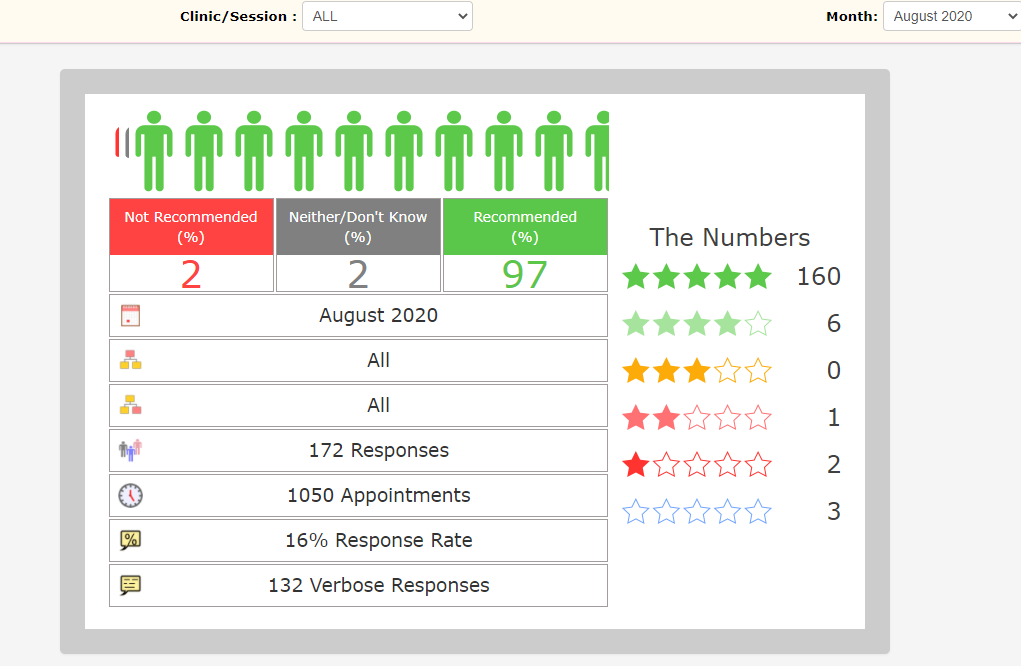 Clinic/Session : ALL
Month: August 2020
Not Recommended
(%)
Neither/Don't Know
(%)
Recommended
(%)
2
2
97
August 2020
All
All
172 Responses
1050 Appointments
%
16% Response Rate
132 Verbose Responses
The Numbers
160
6
0
1
2
3